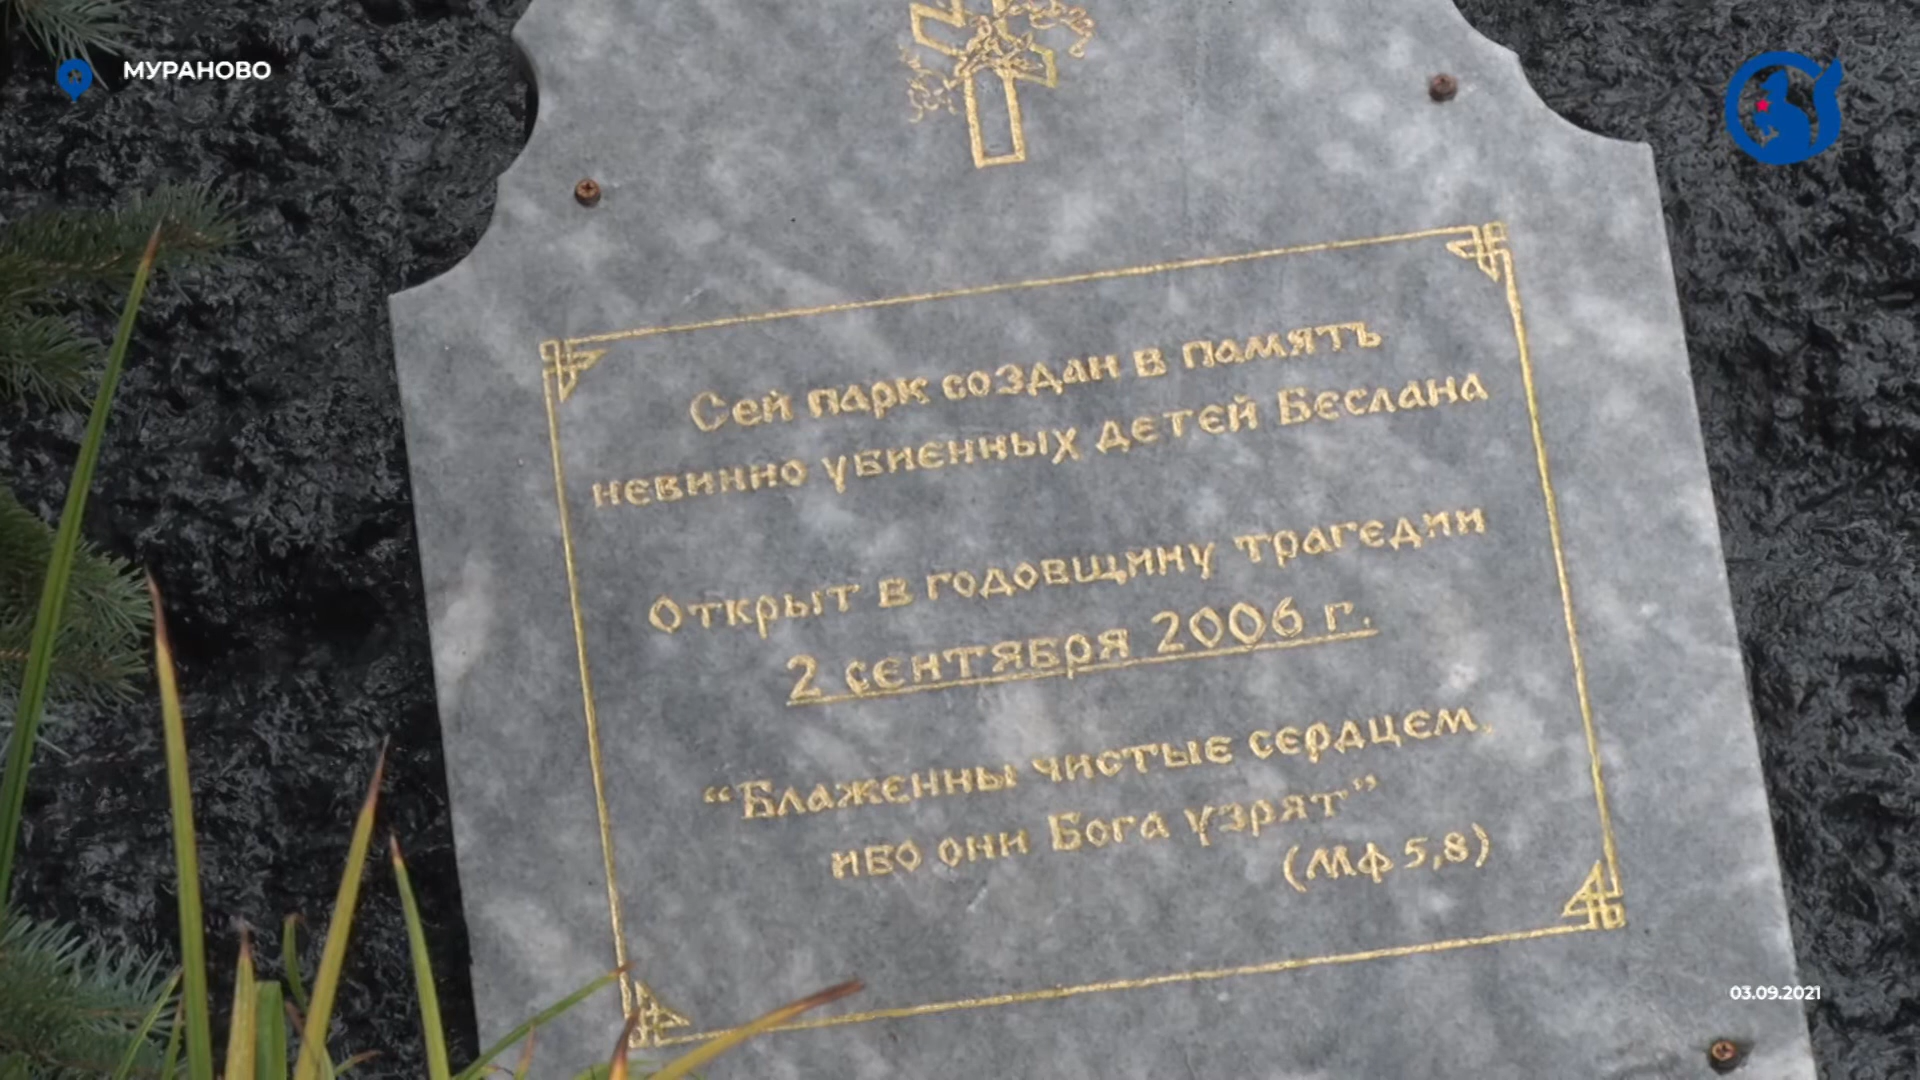 МУРАНОВО
Сей парк создан в память
невинно убиенных детей Беслана
Открыт в годовщину трагедии
2 сентября 2006 г.
“Блаженны чистые сердцем,
ибо они Бога узрят”
(Мф 5,8)
03.09.2021